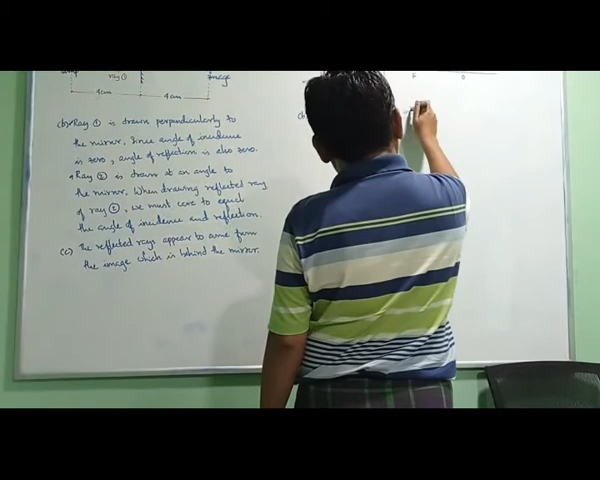 ray ①
image
4cm
4cm
(b) Ray ① is drawn perpendicularly to
the mirror. Since angle of incidence
is zero, angle of reflection is also zero.
Ray ② is drawn at an angle to
the mirror. When drawing reflected ray
of ray ②, we must care to equal
the angle of incidence and reflection.
(c) The reflected rays appear to come from
the image which is behind the mirror.
F
O
(b)